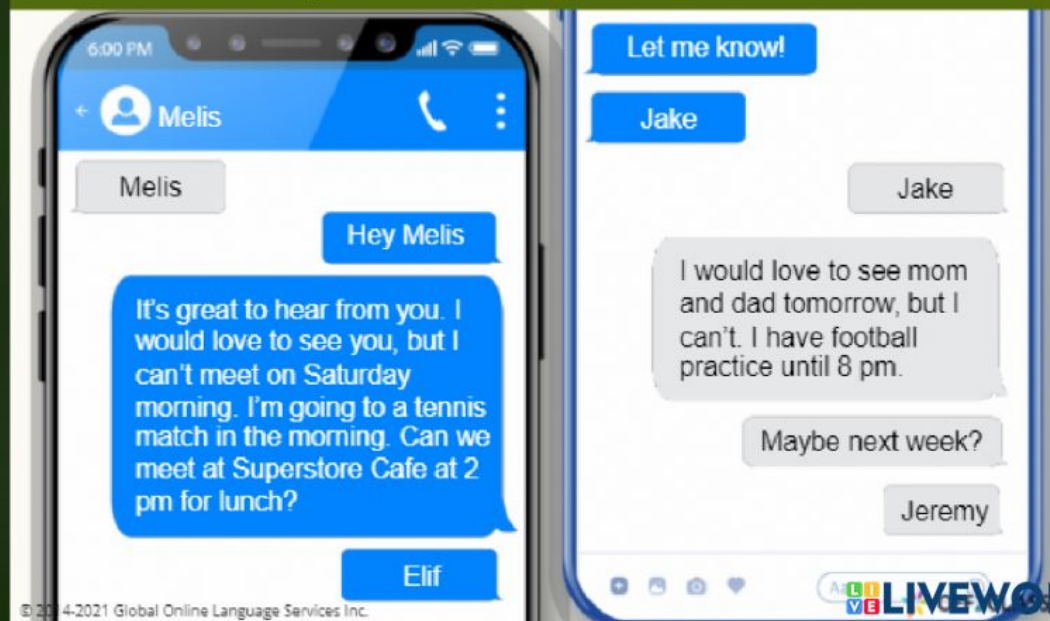 6:00 PM
Melis
Melis
Hey Melis
It's great to hear from you. I
would love to see you, but I
can't meet on Saturday
morning. I'm going to a tennis
match in the morning. Can we
meet at Superstore Cafe at 2
pm for lunch?
Elif
4-2021 Global Online Language Services Inc.
Let me know!
Jake
Jake
I would love to see mom
and dad tomorrow, but I
can't. I have football
practice until 8 pm.
Maybe next week?
Jeremy
LIVE
LIVEWO